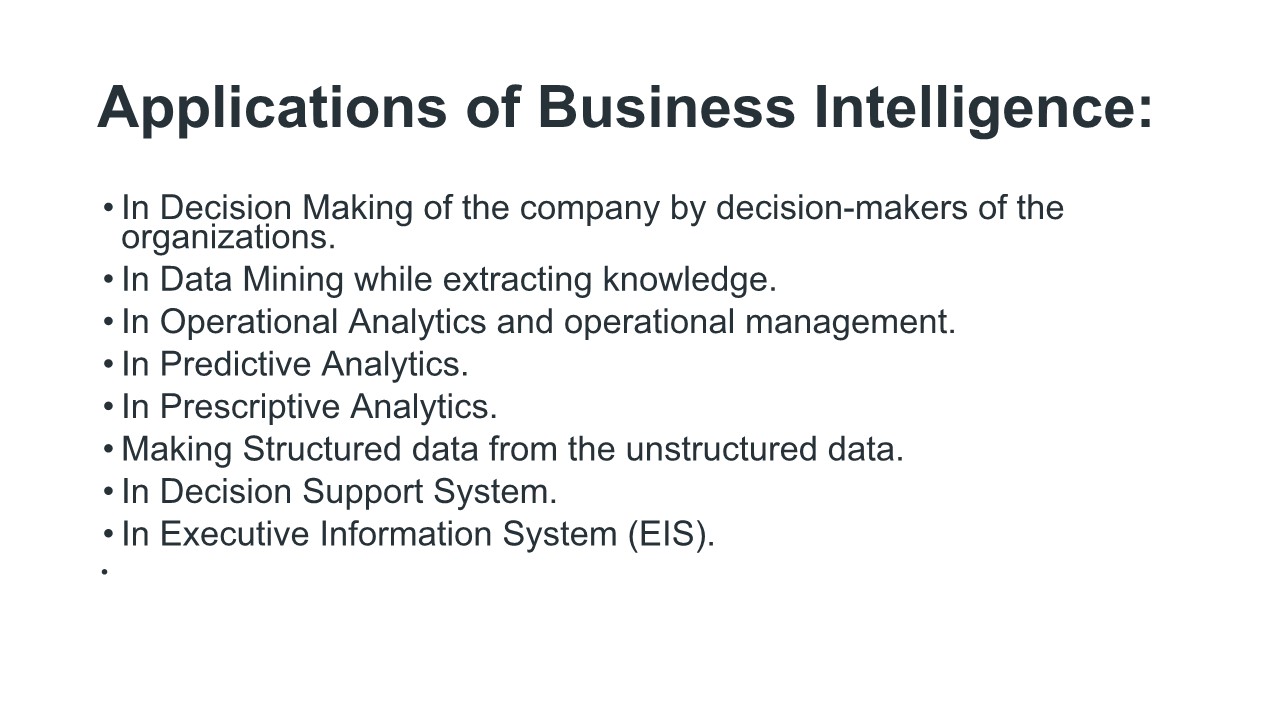 Applications of Business Intelligence:
• In Decision Making of the company by decision-makers of the
organizations.
• In Data Mining while extracting knowledge.
• In Operational Analytics and operational management.
• In Predictive Analytics.
• In Prescriptive Analytics.
• Making Structured data from the unstructured data.
• In Decision Support System.
• In Executive Information System (EIS).
•